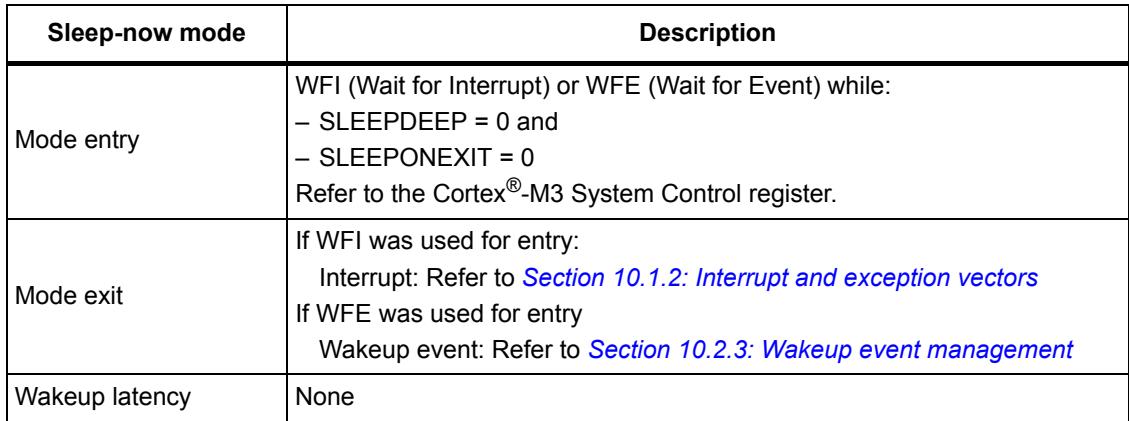 Sleep-now mode
Description
Mode entry
WFI (Wait for Interrupt) or WFE (Wait for Event) while:
– SLEEPDEEP = 0 and
– SLEEPONEXIT = 0
Refer to the Cortex®-M3 System Control register.
Mode exit
If WFI was used for entry:
Interrupt: Refer to Section 10.1.2: Interrupt and exception vectors
If WFE was used for entry
Wakeup event: Refer to Section 10.2.3: Wakeup event management
Wakeup latency
None